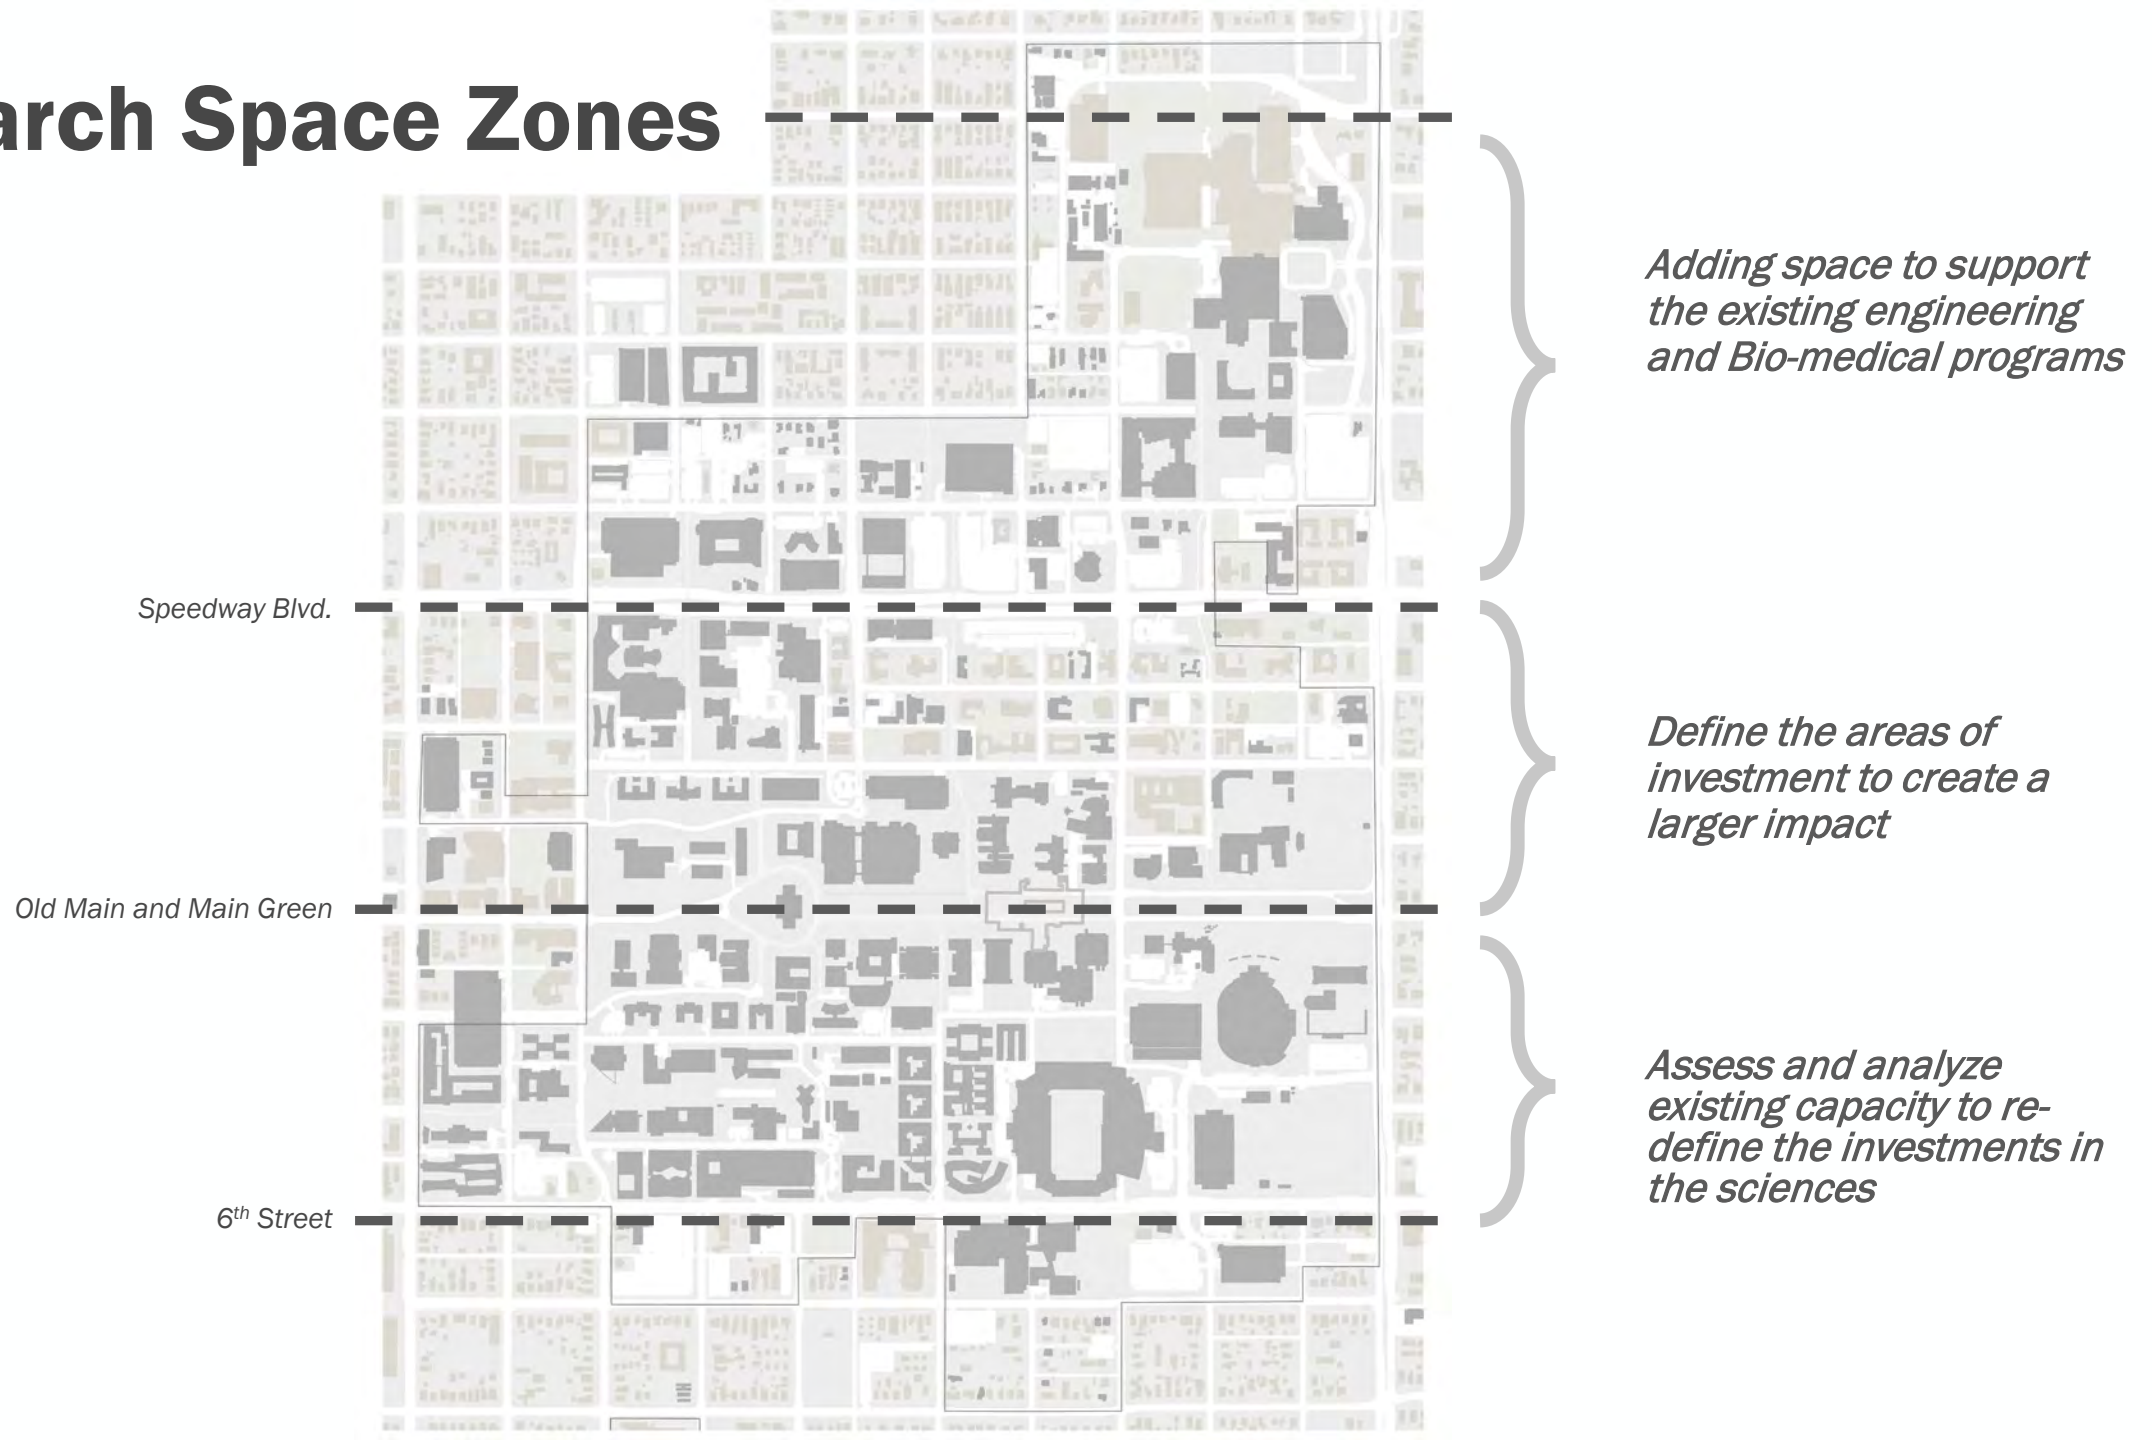 arch Space Zones
Adding space to support
the existing engineering
and Bio-medical programs
Speedway Blvd.
Define the areas of
investment to create a
larger impact
Old Main and Main Green
Assess and analyze
existing capacity to re-
define the investments in
the sciences
6th Street